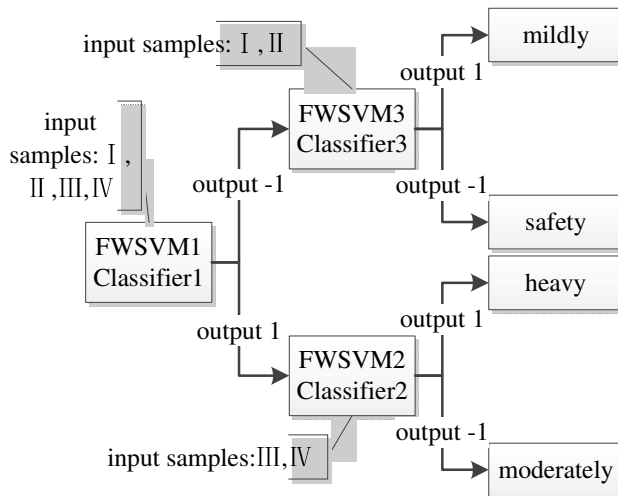 input samples: Ⅰ, Ⅱ
mildly
output 1
FWSVM3
Classifier3
input
samples: Ⅰ,
Ⅱ,Ⅲ,Ⅳ
output -1
output -1
safety
FWSVM1
Classifier1
heavy
output 1
output 1
FWSVM2
Classifier2
output -1
input samples:Ⅲ,Ⅳ
moderately